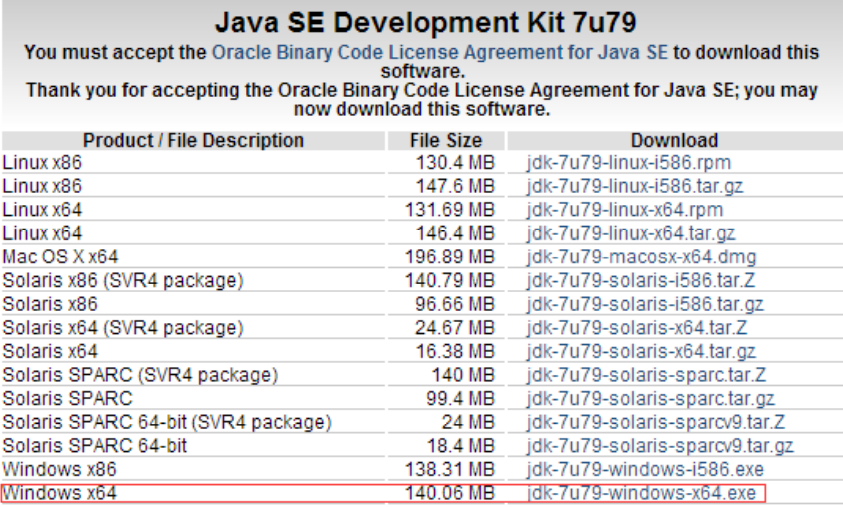 Java SE Development Kit 7u79
You must accept the Oracle Binary Code License Agreement for Java SE to download this
software.
Thank you for accepting the Oracle Binary Code License Agreement for Java SE; you may
now download this software.
Product / File Description File Size Download
Linux x86 130.4 MB jdk-7u79-linux-i586.rpm
Linux x86 147.6 MB jdk-7u79-linux-i586.tar.gz
Linux x64 131.69 MB jdk-7u79-linux-x64.rpm
Linux x64 146.4 MB jdk-7u79-linux-x64.tar.gz
Mac OS X x64 196.89 MB jdk-7u79-macosx-x64.dmg
Solaris x86 (SVR4 package) 140.79 MB jdk-7u79-solaris-i586.tar.Z
Solaris x86 96.66 MB jdk-7u79-solaris-i586.tar.gz
Solaris x64 (SVR4 package) 24.67 MB jdk-7u79-solaris-x64.tar.Z
Solaris x64 16.38 MB jdk-7u79-solaris-x64.tar.gz
Solaris SPARC (SVR4 package) 140 MB jdk-7u79-solaris-sparc.tar.Z
Solaris SPARC 99.4 MB jdk-7u79-solaris-sparc.tar.gz
Solaris SPARC 64-bit (SVR4 package) 24 MB jdk-7u79-solaris-sparcv9.tar.Z
Solaris SPARC 64-bit 18.4 MB jdk-7u79-solaris-sparcv9.tar.gz
Windows x86 138.31 MB jdk-7u79-windows-i586.exe
Windows x64 140.06 MB jdk-7u79-windows-x64.exe